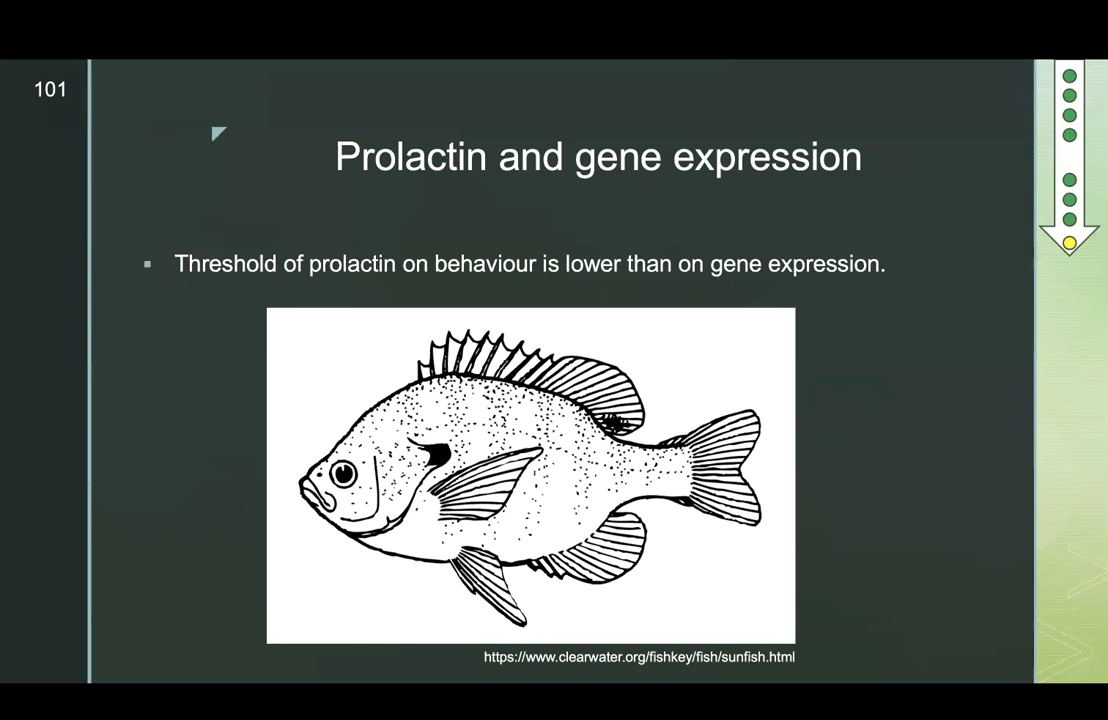 101
Prolactin and gene expression
▪ Threshold of prolactin on behaviour is lower than on gene expression.
https://www.clearwater.org/fishkey/fish/sunfish.html